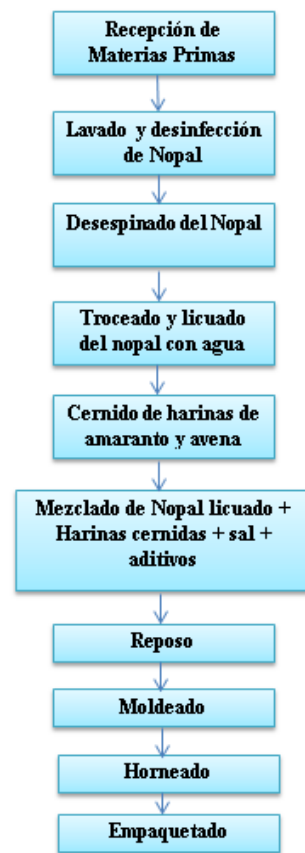 Recepción de
Materias Primas
Lavado y desinfección
de Nopal
Desespinado del Nopal
Troceado y licuado
del nopal con agua
Cernido de harinas de
amaranto y avena
Mezclado de Nopal licuado +
Harinas cernidas + sal +
aditivos
Reposo
Moldeado
Horneado
Empaquetado